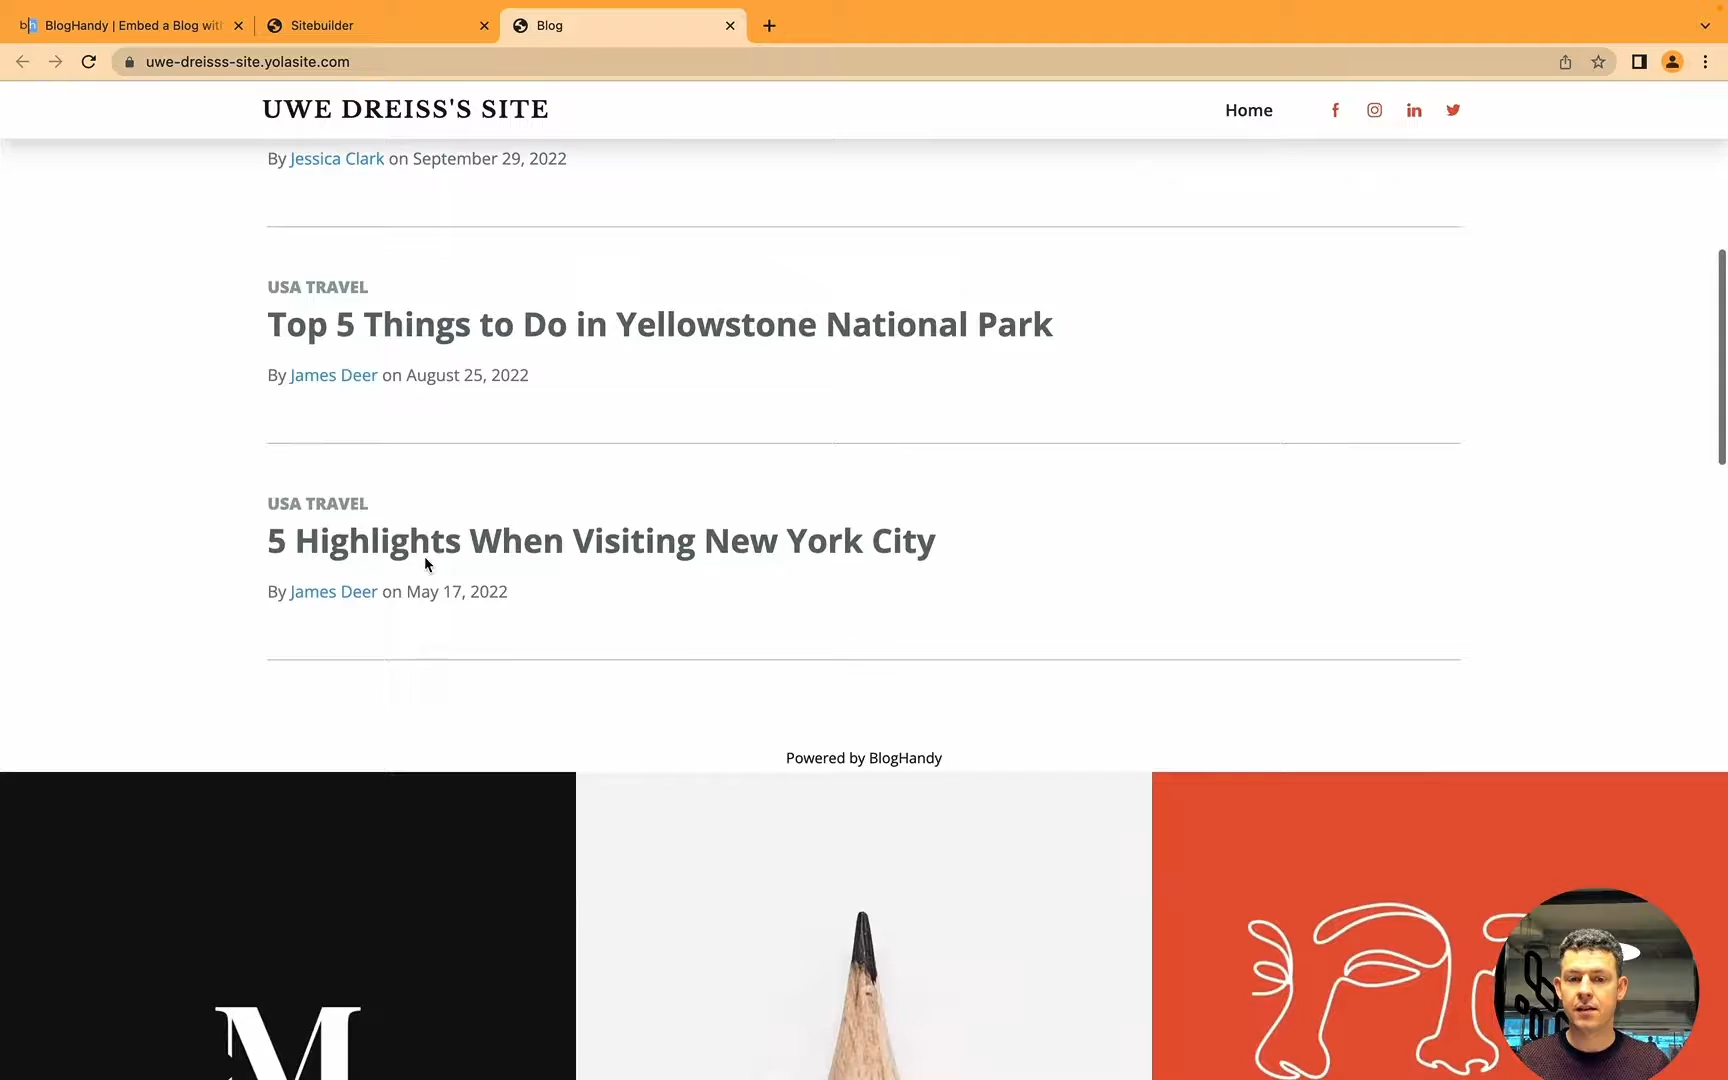 bh BlogHandy | Embed a Blog wit
Sitebuilder
Blog
uwe-dreisss-site.yolasite.com
UWE DREISS'S SITE
Home
By Jessica Clark on September 29, 2022
USA TRAVEL
Top 5 Things to Do in Yellowstone National Park
By James Deer on August 25, 2022
USA TRAVEL
5 Highlights When Visiting New York City
By James Deer on May 17, 2022
Powered by BlogHandy
M